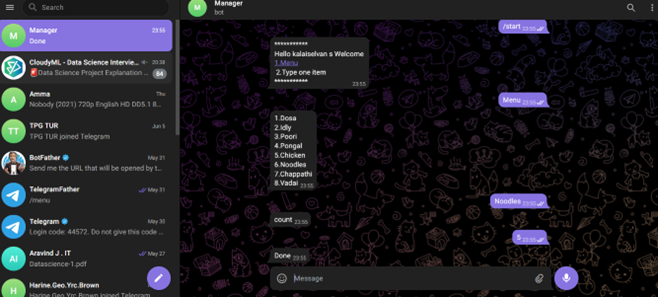 Search
Manager
23:55
Done
CloudyML - Data Science Intervie...
20:38
Data Science Project Explanation ...
84
Amma
Thu
Nobody (2021) 720p English HD DD5.1 8...
TPG TUR
Jun 5
TT
TPG TUR joined Telegram
BotFather
May 31
Send me the URL that will be opened by t...
TelegramFather
May 31
/menu
Telegram
May 30
Login code: 44572. Do not give this code ...
Aravind J . IT
May 27
AI
Datascience-1.pdf
Harine.Geo.Yrc.Brown
Harine.Geo.Yrc.Brown joined Telegram
M
A
H
M
Manager
bot
/start
23:55
***********
Hello kalaiselvan s Welcome
1.Menu
2.Type one item
***********
23:55
Menu
23:55
1.Dosa
2.Idly
3.Poori
4.Pongal
5.Chicken
6.Noodles
7.Chappathi
8.Vadai
23:55
Noodles
23:55
count
23:55
5
23:55
Done
23:55
Message